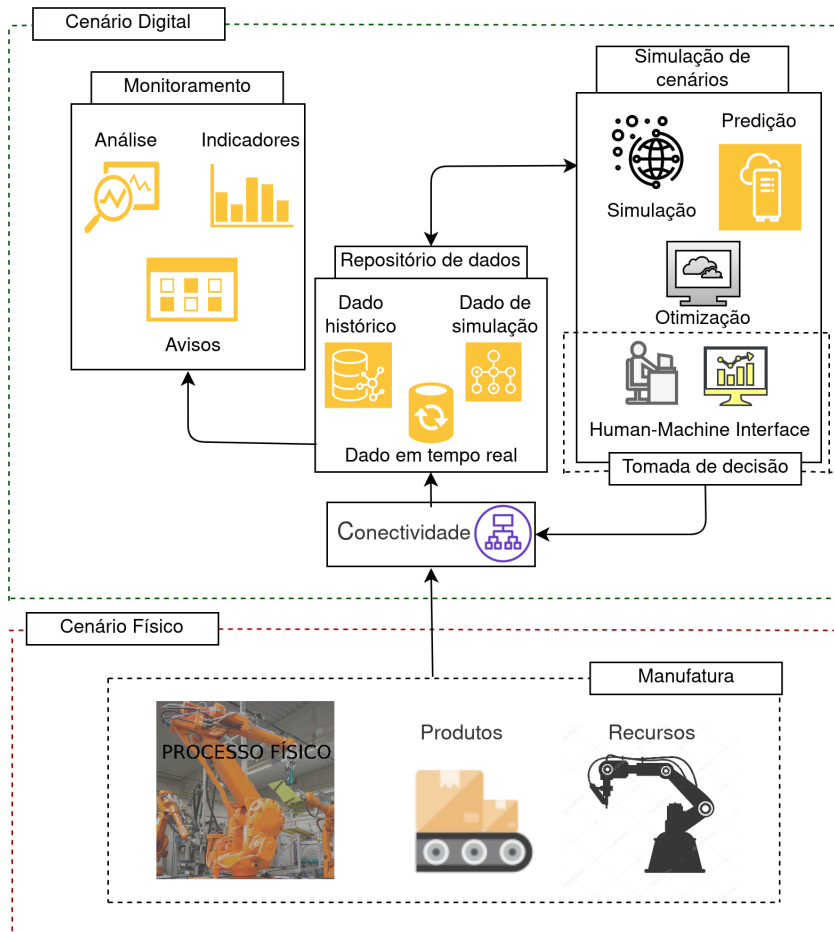 Cenário Digital
Monitoramento
Análise
Indicadores
Avisos
Simulação de
cenários
Predição
Simulação
Otimização
Human-Machine Interface
Tomada de decisão
Repositório de dados
Dado
histórico
Dado de
simulação
Dado em tempo real
Conectividade
Cenário Físico
Manufatura
PROCESSO FÍSICO
Produtos
Recursos